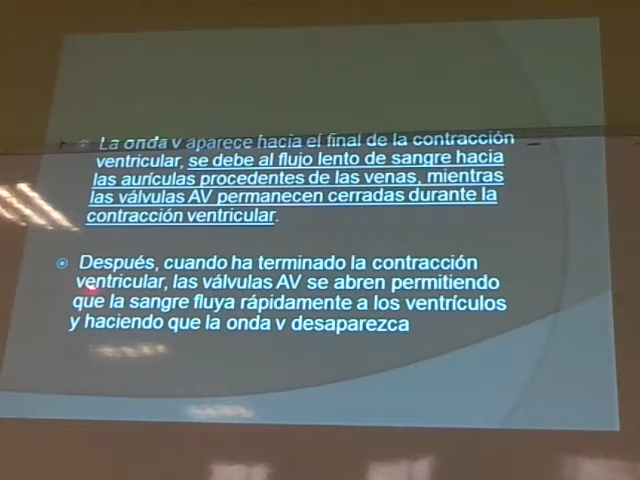 La onda v aparece hacia el final de la contracción
ventricular, se debe al flujo lento de sangre hacia
las aurículas procedentes de las venas, mientras
las válvulas AV permanecen cerradas durante la
contracción ventricular.
Después, cuando ha terminado la contracción
ventricular, las válvulas AV se abren permitiendo
que la sangre fluya rápidamente a los ventrículos
y haciendo que la onda v desaparezca